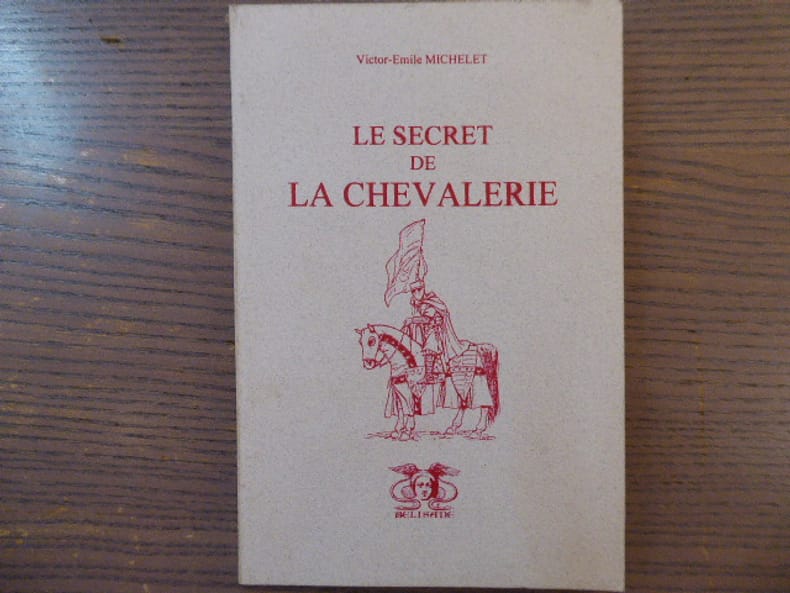 Victor-Emile MICHELET
LE SECRET
DE
LA CHEVALERIE
BELISANE